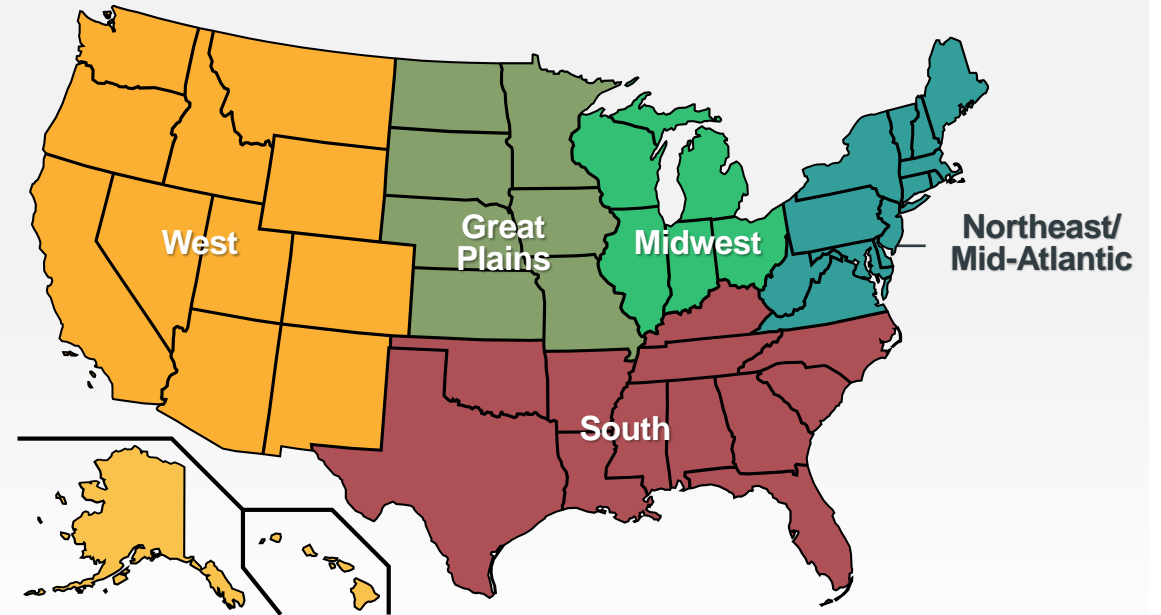 West
Great
Plains
Midwest
Northeast/
Mid-Atlantic
South